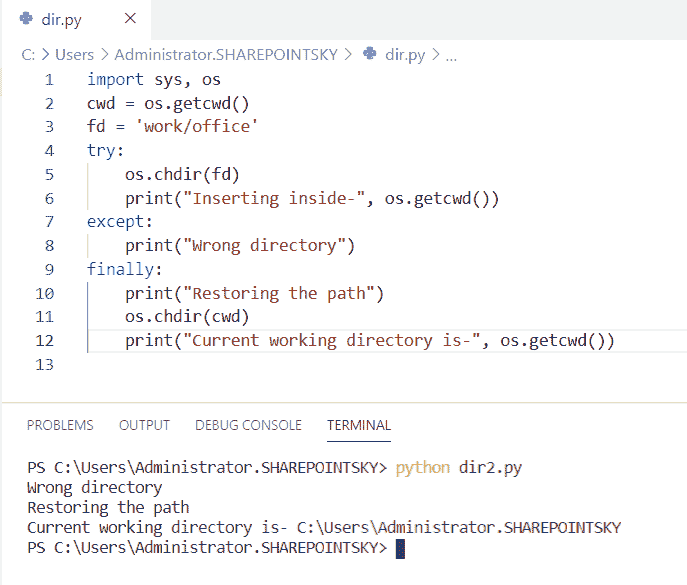 dir.py ×
C: > Users > Administrator.SHAREPOINTSKY > dir.py > ...
1 import sys, os
2 cwd = os.getcwd()
3 fd = 'work/office'
4 try:
5     os.chdir(fd)
6     print("Inserting inside-", os.getcwd())
7 except:
8     print("Wrong directory")
9 finally:
10     print("Restoring the path")
11     os.chdir(cwd)
12     print("Current working directory is-", os.getcwd())
13
PROBLEMS OUTPUT DEBUG CONSOLE TERMINAL
PS C:\Users\Administrator.SHAREPOINTSKY> python dir2.py
Wrong directory
Restoring the path
Current working directory is- C:\Users\Administrator.SHAREPOINTSKY
PS C:\Users\Administrator.SHAREPOINTSKY>